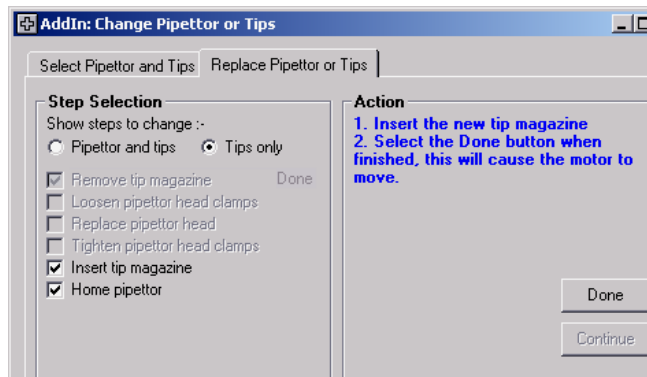 AddIn: Change Pipettor or Tips
Select Pipettor and Tips
Replace Pipettor or Tips
Step Selection
Show steps to change :-
Pipettor and tips
Tips only
Remove tip magazine
Done
Loosen pipettor head clamps
Replace pipettor head
Tighten pipettor head clamps
Insert tip magazine
Home pipettor
Action
1. Insert the new tip magazine
2. Select the Done button when
finished, this will cause the motor to
move.
Done
Continue